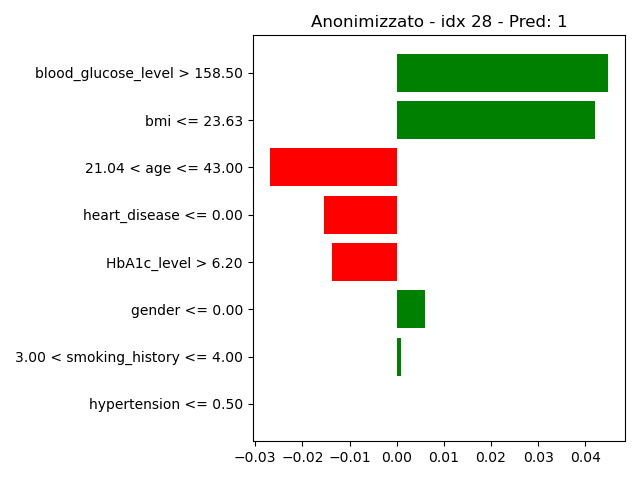 Anonimizzato - idx 28 - Pred: 1
blood_glucose_level > 158.50
bmi <= 23.63
21.04 < age <= 43.00
heart_disease <= 0.00
HbA1c_level > 6.20
gender <= 0.00
3.00 < smoking_history <= 4.00
hypertension <= 0.50
−0.03 −0.02 −0.01 0.00 0.01 0.02 0.03 0.04